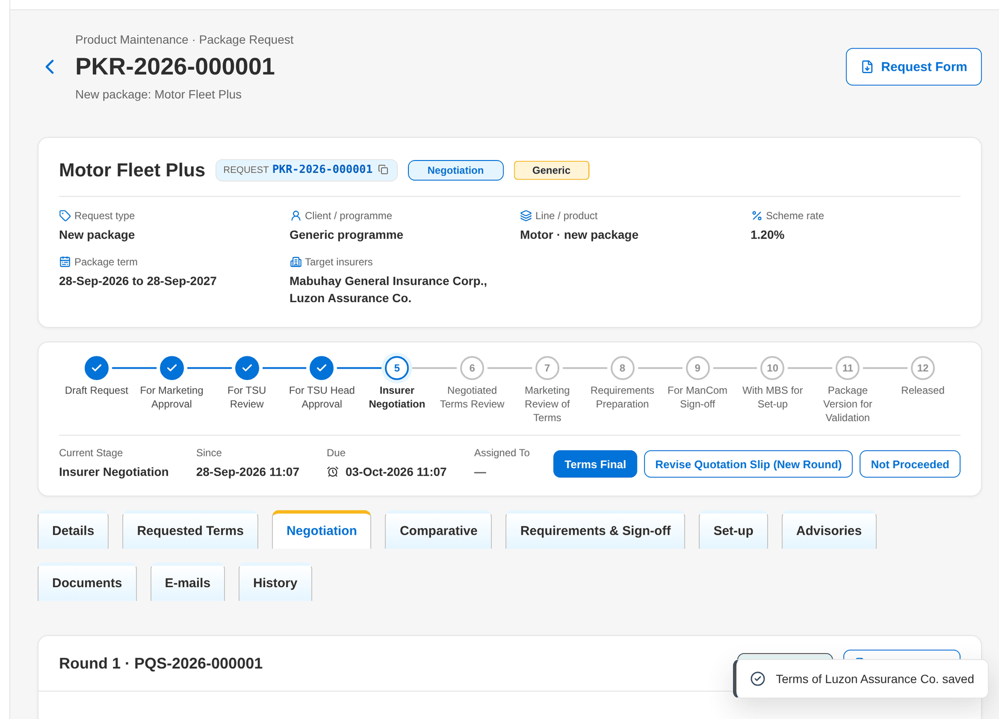 Product Maintenance · Package Request
PKR-2026-000001
New package: Motor Fleet Plus
Request Form
Motor Fleet Plus
REQUEST PKR-2026-000001
Negotiation
Generic
Request type
New package
Client / programme
Generic programme
Line / product
Motor · new package
Scheme rate
1.20%
Package term
28-Sep-2026 to 28-Sep-2027
Target insurers
Mabuhay General Insurance Corp.,
Luzon Assurance Co.
Draft Request
For Marketing
Approval
For TSU
Review
For TSU Head
Approval
5
Insurer
Negotiation
6
Negotiated
Terms Review
7
Marketing
Review of
Terms
8
Requirements
Preparation
9
For ManCom
Sign-off
10
With MBS for
Set-up
11
Package
Version for
Validation
12
Released
Current Stage
Insurer Negotiation
Since
28-Sep-2026 11:07
Due
03-Oct-2026 11:07
Assigned To
—
Terms Final
Revise Quotation Slip (New Round)
Not Proceeded
Details
Requested Terms
Negotiation
Comparative
Requirements & Sign-off
Set-up
Advisories
Documents
E-mails
History
Round 1 · PQS-2026-000001
Terms of Luzon Assurance Co. saved